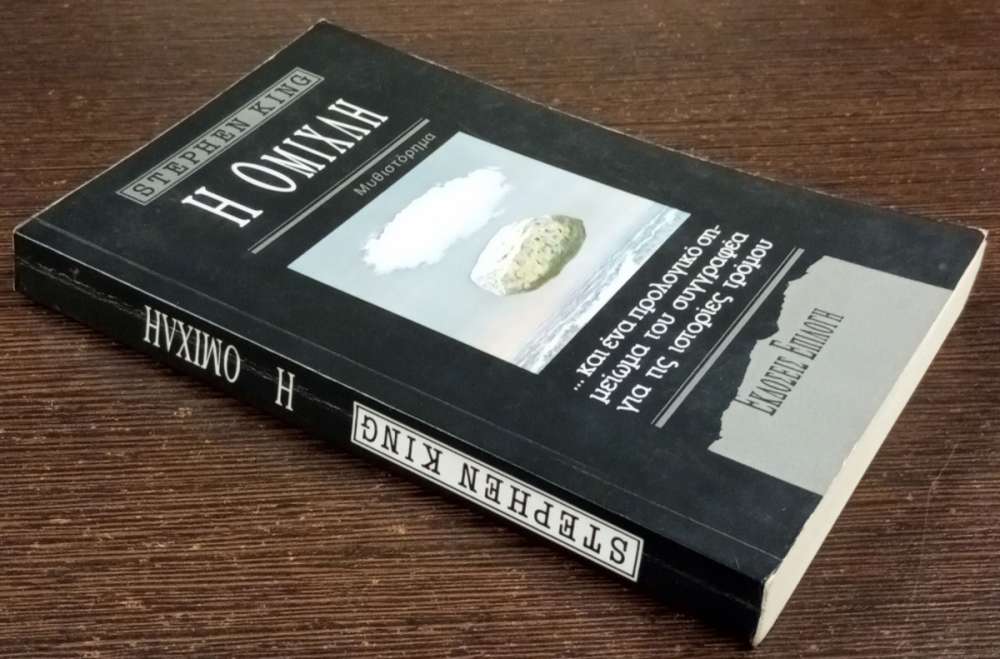 STEPHEN KING
Η ΟΜΙΧΛΗ
Μυθιστόρημα
... και ένα προλογικό ση-
μείωμα του συγγραφέα
για τις ιστορίες τρόμου
ΕΚΔΟΣΕΙΣ ΕΠΙΛΟΓΗ
STEPHEN KING
Η ΟΜΙΧΛΗ